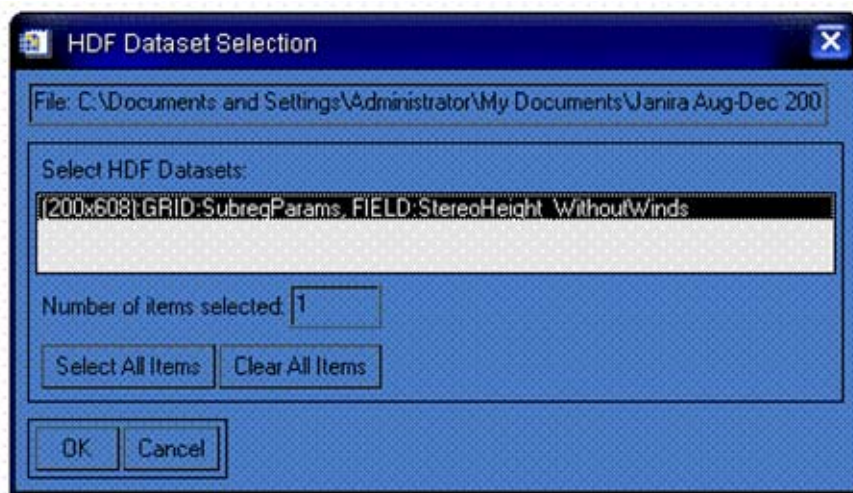 HDF Dataset Selection
File: C:\Documents and Settings\Administrator\My Documents\Janira Aug-Dec 200
Select HDF Datasets:
(200x608):GRID:SubregParams, FIELD:StereoHeight_WithoutWinds
Number of items selected: 1
Select All Items Clear All Items
OK Cancel